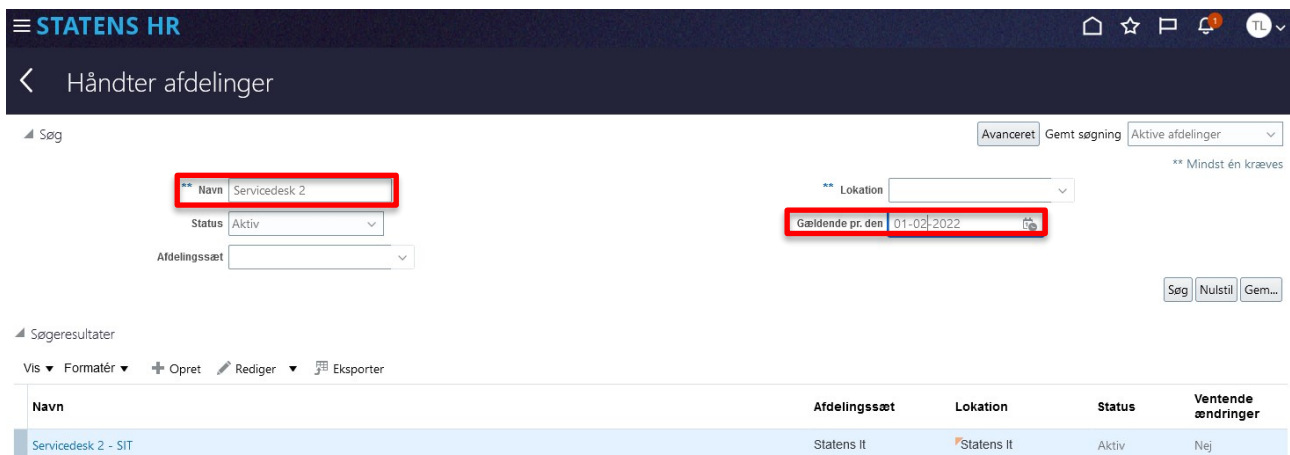 STATENS HR
1
TL
Håndter afdelinger
Søg
Avanceret Gemt søgning Aktive afdelinger
** Mindst én kræves
** Navn Servicedesk 2
** Lokation
Status Aktiv
Gældende pr. den 01-02-2022
Afdelingssæt
Søg Nulstil Gem...
Søgeresultater
Vis Formatér Opret Rediger Eksporter
Navn Afdelingssæt Lokation Status Ventende ændringer
Servicedesk 2 - SIT Statens It Statens It Aktiv Nej